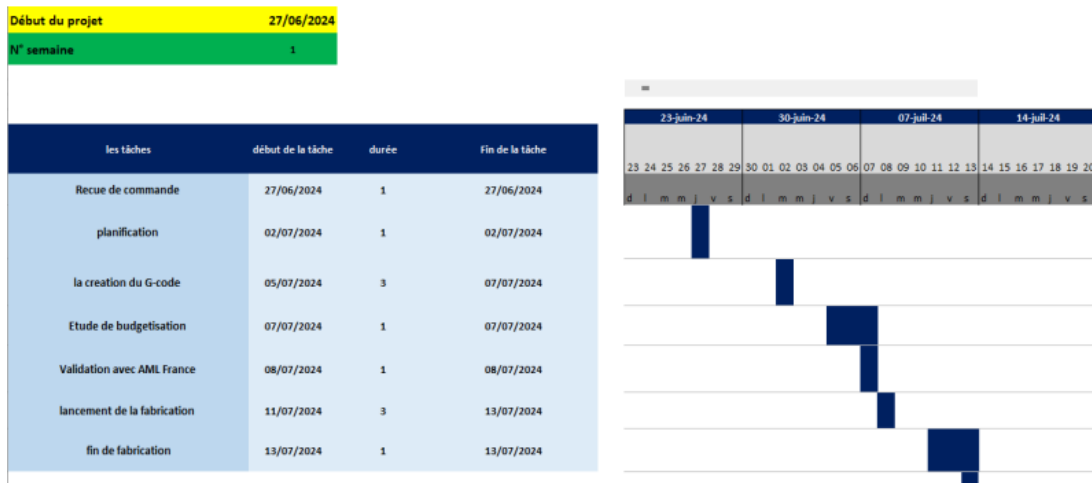 Début du projet 27/06/2024
N° semaine 1
23-juin-24 30-juin-24 07-juil-24 14-juil-24
les tâches début de la tâche durée Fin de la tâche
23 24 25 26 27 28 29 30 01 02 03 04 05 06 07 08 09 10 11 12 13 14 15 16 17 18 19 20
d l m m j v s d l m m j v s d l m m j v s d l m m j v s
Recue de commande 27/06/2024 1 27/06/2024
planification 02/07/2024 1 02/07/2024
la creation du G-code 05/07/2024 3 07/07/2024
Etude de budgetisation 07/07/2024 1 07/07/2024
Validation avec AML France 08/07/2024 1 08/07/2024
lancement de la fabrication 11/07/2024 3 13/07/2024
fin de fabrication 13/07/2024 1 13/07/2024